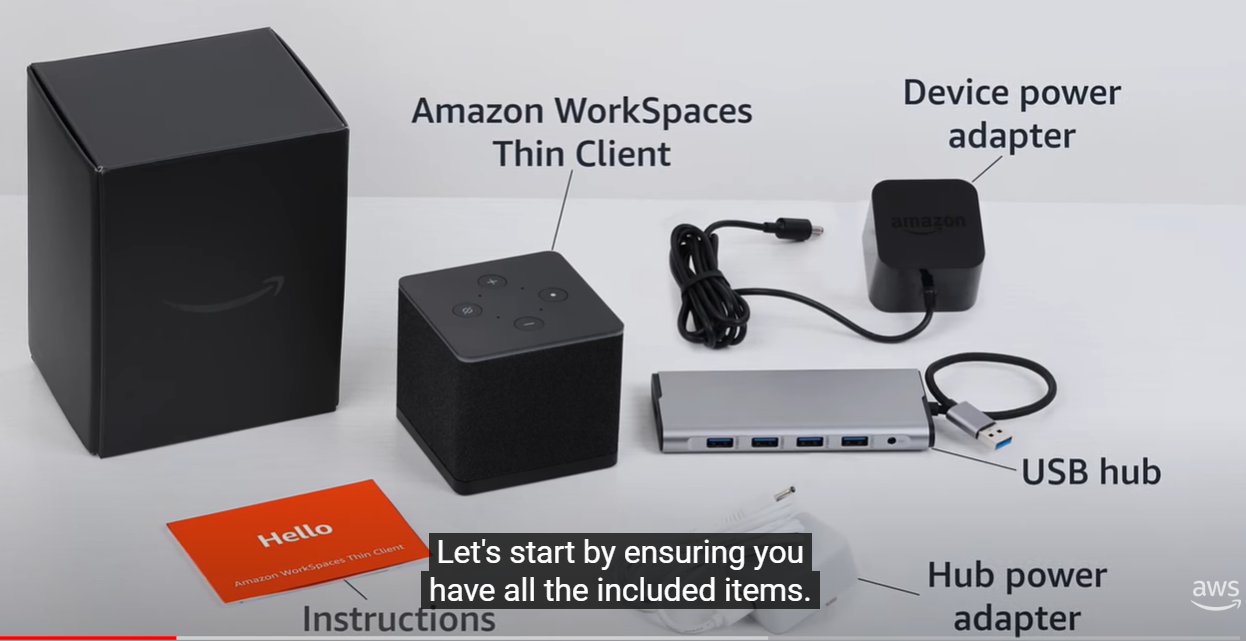 Amazon WorkSpaces
Thin Client
Device power
adapter
amazon
USB hub
Hello
Amazon WorkSpaces Thin Client
Let's start by ensuring you
have all the included items.
Instructions
Hub power
adapter
aws